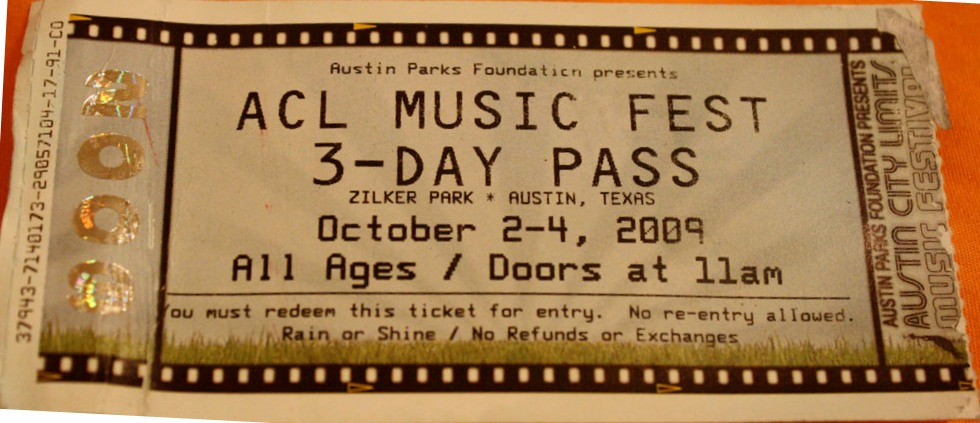 37943-7140173-29057104-17-91-CO
2009
Austin Parks Foundation presents
ACL MUSIC FEST
3-DAY PASS
ZILKER PARK * AUSTIN, TEXAS
October 2-4, 2009
All Ages / Doors at 11am
You must redeem this ticket for entry. No re-entry allowed.
Rain or Shine / No Refunds or Exchanges
AUSTIN PARKS FOUNDATION PRESENTS
AUSTIN CITY LIMITS
MUSIC FESTIVAL